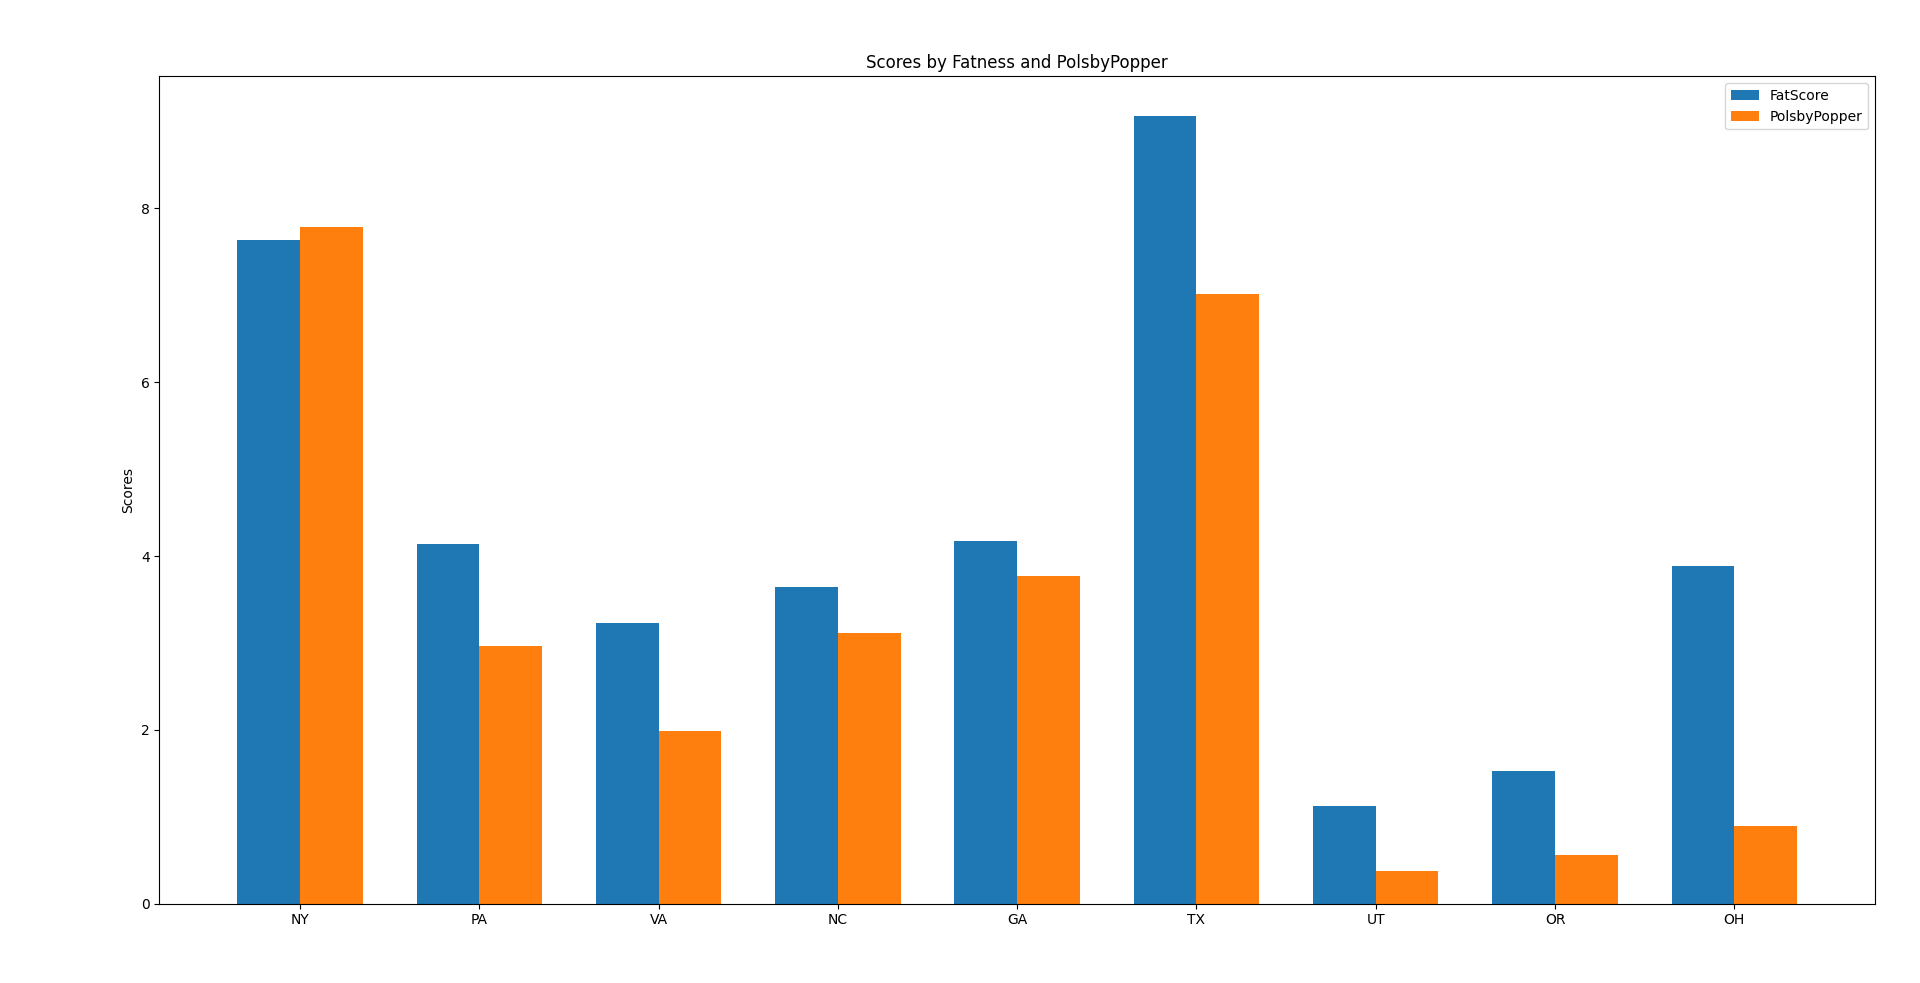 Scores by Fatness and PolsbyPopper
FatScore
PolsbyPopper
8
6
4
2
0
Scores
NY PA VA NC GA TX UT OR OH